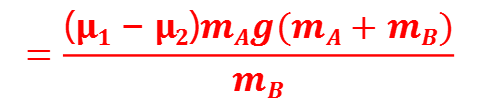 = (μ₁ − μ₂)m_A g(m_A + m_B) / m_B